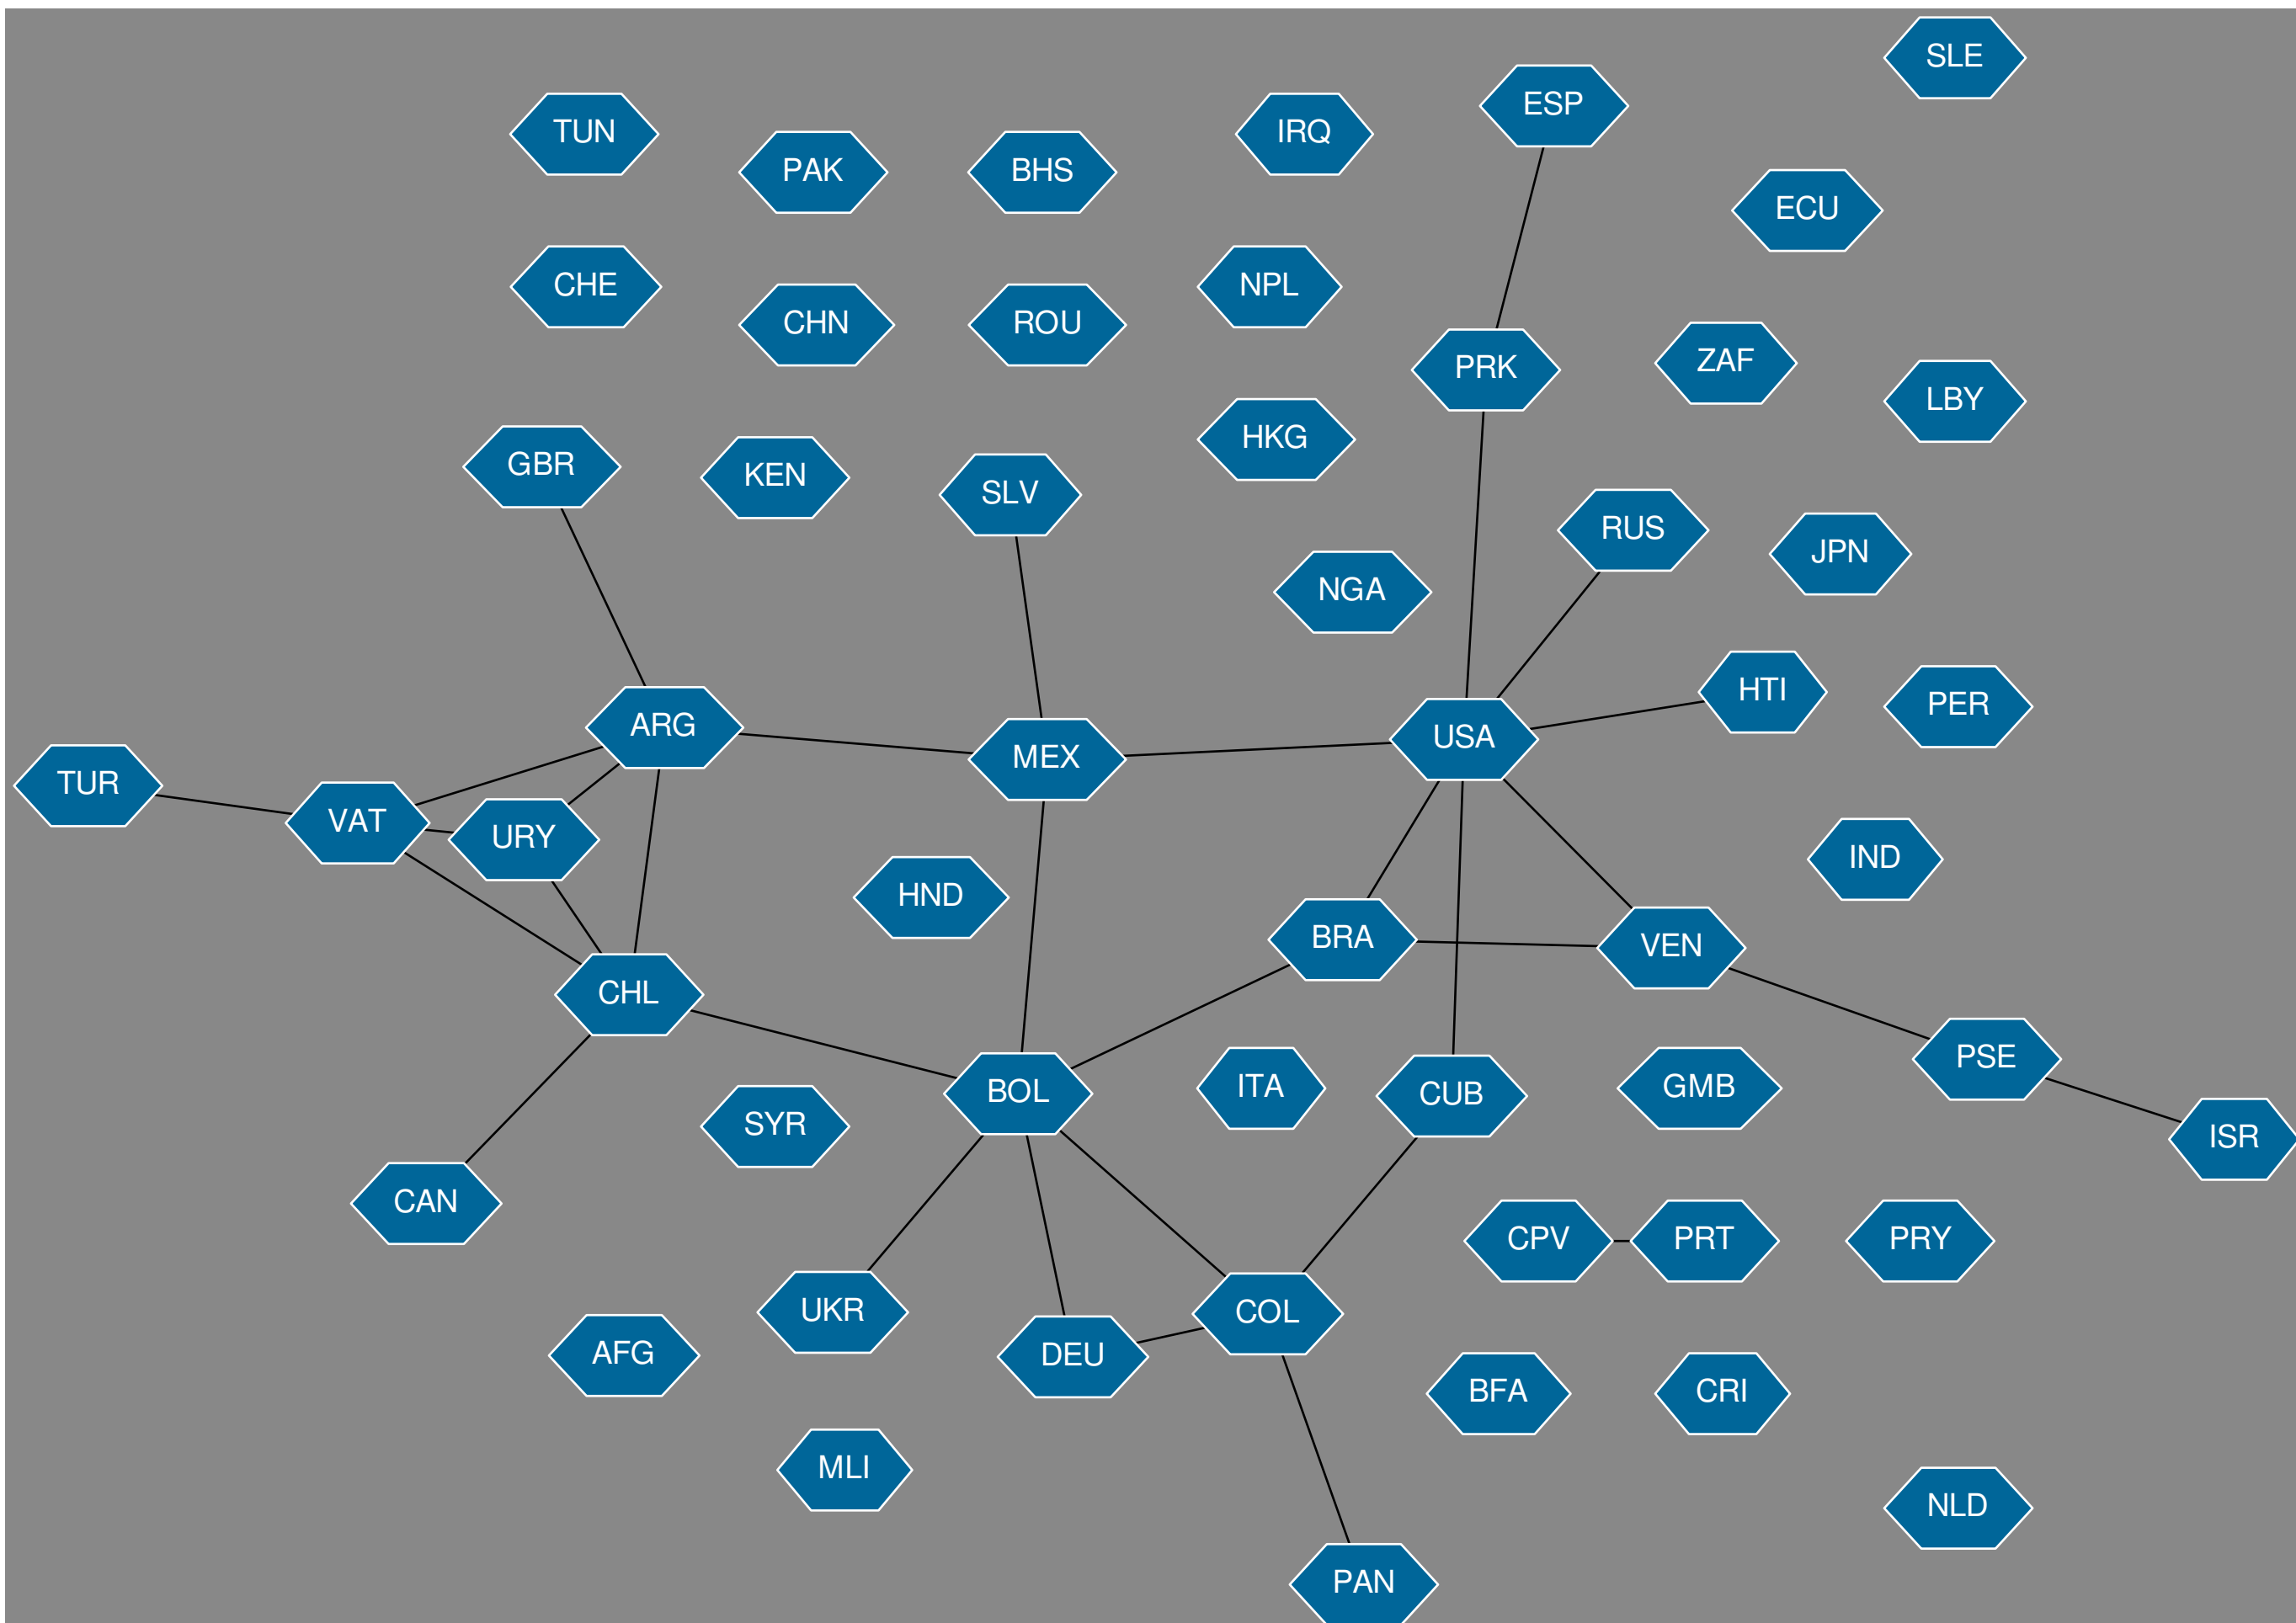 SLE
ESP
TUN
IRQ
PAK
BHS
ECU
CHE
NPL
CHN
ROU
ZAF
PRK
LBY
HKG
GBR
KEN
SLV
RUS
JPN
NGA
HTI
PER
ARG
USA
MEX
TUR
VAT
URY
IND
HND
BRA
VEN
CHL
PSE
ITA
GMB
BOL
CUB
SYR
ISR
CAN
CPV
PRT
PRY
UKR
COL
AFG
DEU
BFA
CRI
MLI
NLD
PAN